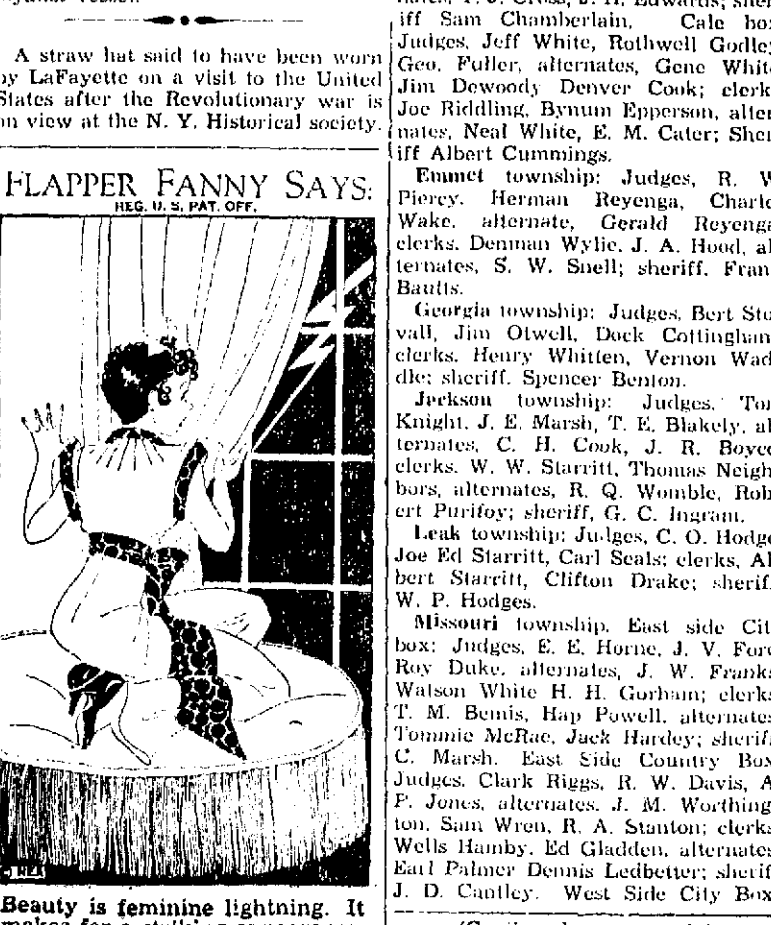 A straw hat said to have been worn
by LaFayette on a visit to the United
States after the Revolutionary war is
on view at the N. Y. Historical society.
FLAPPER FANNY SAYS:
REG. U. S. PAT. OFF.
Beauty is feminine lightning. It
iff Sam Chamberlain. Cale box
Judges, Jeff White, Rothwell Godle
Geo. Fuller, alternates, Gene Whit
Jim Dewoody Denver Cook; clerk
Joe Riddling, Bynum Epperson, alter
nates, Neal White, E. M. Cater; Sher
iff Albert Cummings.
Emmet township: Judges, R. W
Piercy, Herman Reyenga, Charle
Wake, alternate, Gerald Reyenga
clerks, Denman Wylie, J. A. Hood, al
ternates, S. W. Snell; sheriff, Fran
Bautts.
Georgia township: Judges, Bert Sto
vall, Jim Otwell, Dock Cottingham
clerks, Henry Whitten, Vernon Wad
dle; sheriff, Spencer Benton.
Jackson township: Judges, Tom
Knight, J. E. Marsh, T. E. Blakely, al
ternates, C. H. Cook, J. R. Boyce
clerks, W. W. Starritt, Thomas Neigh
bors, alternates, R. Q. Womble, Rob
ert Purifoy; sheriff, G. C. Ingram.
Leak township: Judges, C. O. Hodge
Joe Ed Starritt, Carl Seals; clerks, Al
bert Starritt, Clifton Drake; sheriff
W. P. Hodges.
Missouri township, East side Cit
box: Judges, E. E. Horne, J. V. Ford
Roy Duke, alternates, J. W. Franks
Watson White H. H. Gorham; clerks
T. M. Bemis, Hap Powell, alternates
Tommie McRae, Jack Hardey; sheriff
C. Marsh. East Side Country Box
Judges, Clark Riggs, R. W. Davis, A
P. Jones, alternates, J. M. Worthing
ton, Sam Wren, R. A. Stanton; clerks
Wells Hamby, Ed Gladden, alternates
Earl Palmer Dennis Ledbetter; sheriff
J. D. Cantley. West Side City Box